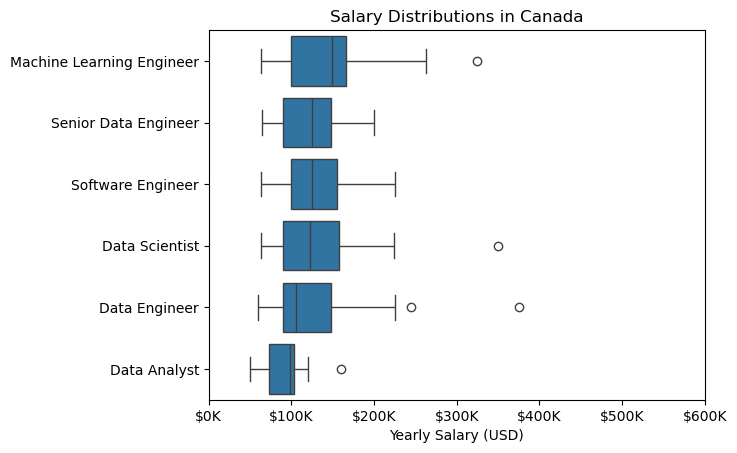 Salary Distributions in Canada
Machine Learning Engineer
Senior Data Engineer
Software Engineer
Data Scientist
Data Engineer
Data Analyst
$0K $100K $200K $300K $400K $500K $600K
Yearly Salary (USD)